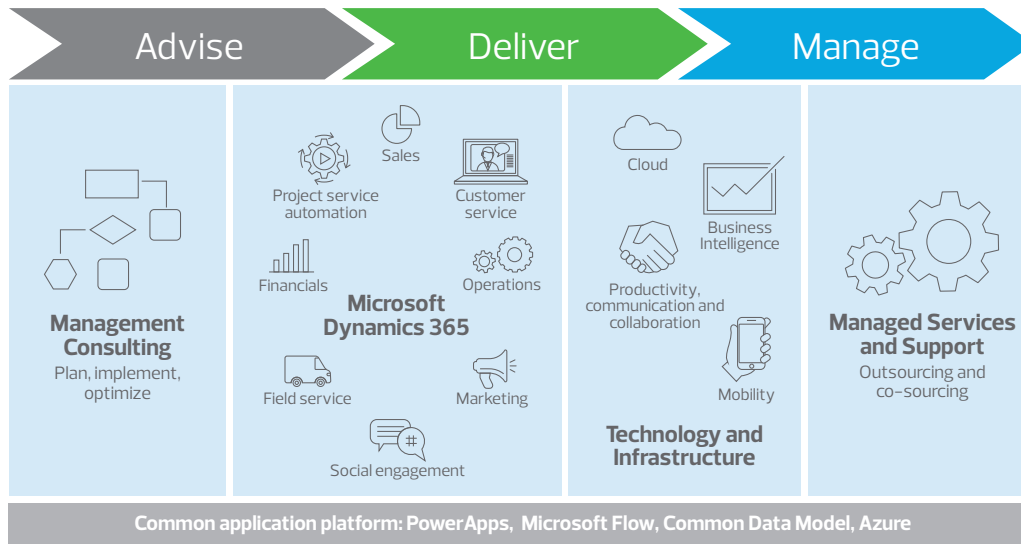 Advise
Deliver
Manage
Management
Consulting
Plan, implement,
optimize
Sales
Project service
automation
Customer
service
Financials
Operations
Microsoft
Dynamics 365
Field service
Marketing
#
Social engagement
Cloud
Business
Intelligence
Productivity,
communication and
collaboration
Mobility
Technology and
Infrastructure
Managed Services
and Support
Outsourcing and
co-sourcing
Common application platform: PowerApps, Microsoft Flow, Common Data Model, Azure